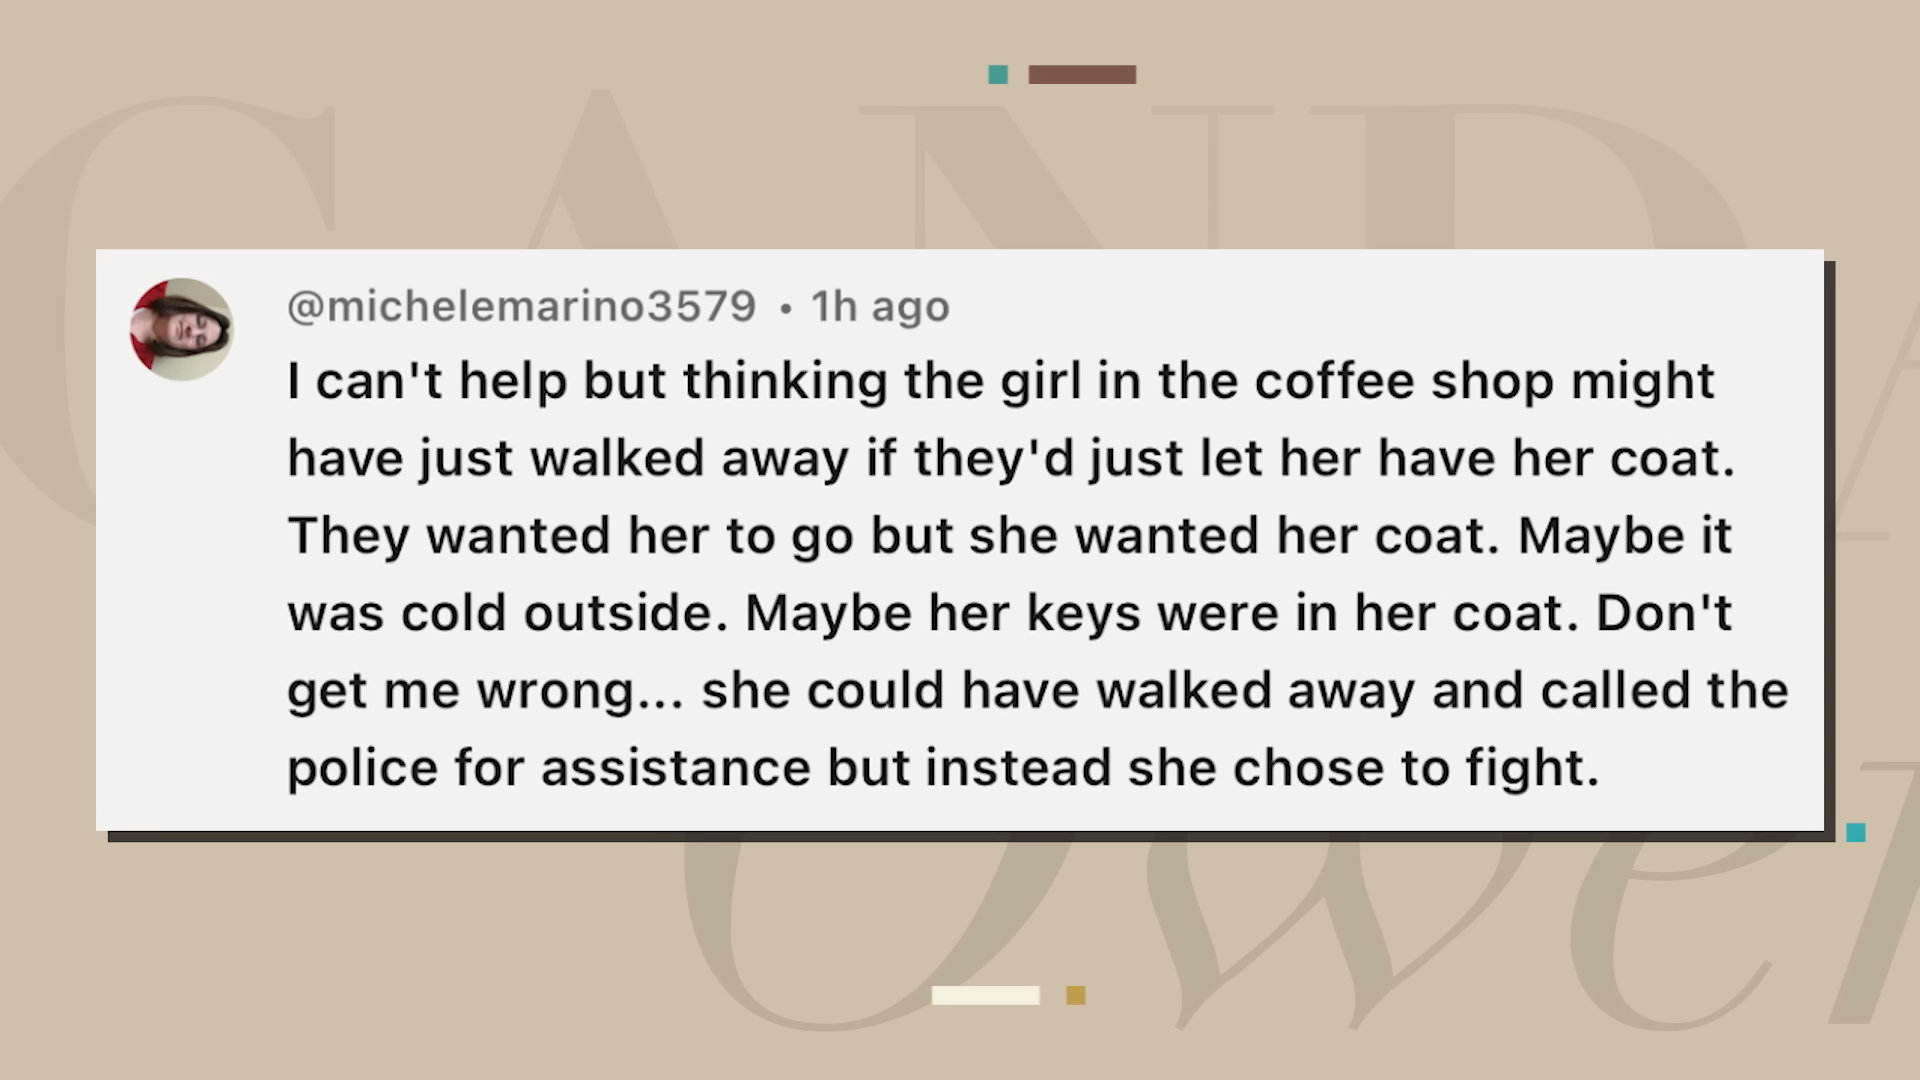 CANDA
@michelemarino3579 • 1h ago
I can't help but thinking the girl in the coffee shop might
have just walked away if they'd just let her have her coat.
They wanted her to go but she wanted her coat. Maybe it
was cold outside. Maybe her keys were in her coat. Don't
get me wrong... she could have walked away and called the
police for assistance but instead she chose to fight.
Owen